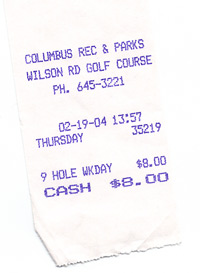 COLUMBUS REC & PARKS
WILSON RD GOLF COURSE
PH. 645-3221
02-19-04 13:57
THURSDAY 35219
9 HOLE WKDAY $8.00
CASH $8.00